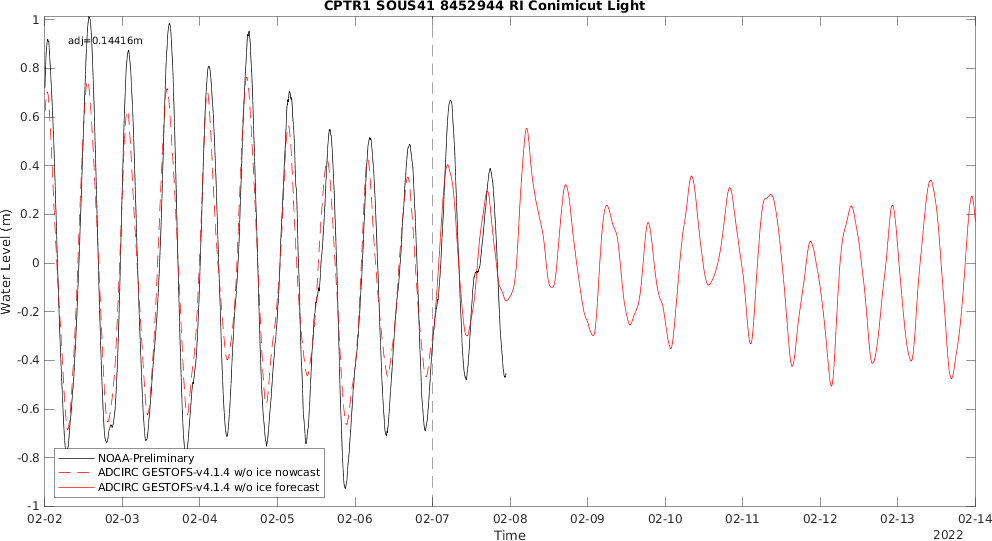 CPTR1 SOUS41 8452944 RI Conimicut Light
adj=0.14416m
1
0.8
0.6
0.4
0.2
0
-0.2
-0.4
-0.6
-0.8
-1
Water Level (m)
NOAA-Preliminary
ADCIRC GESTOFS-v4.1.4 w/o ice nowcast
ADCIRC GESTOFS-v4.1.4 w/o ice forecast
02-02 02-03 02-04 02-05 02-06 02-07 02-08 02-09 02-10 02-11 02-12 02-13 02-14
Time
2022